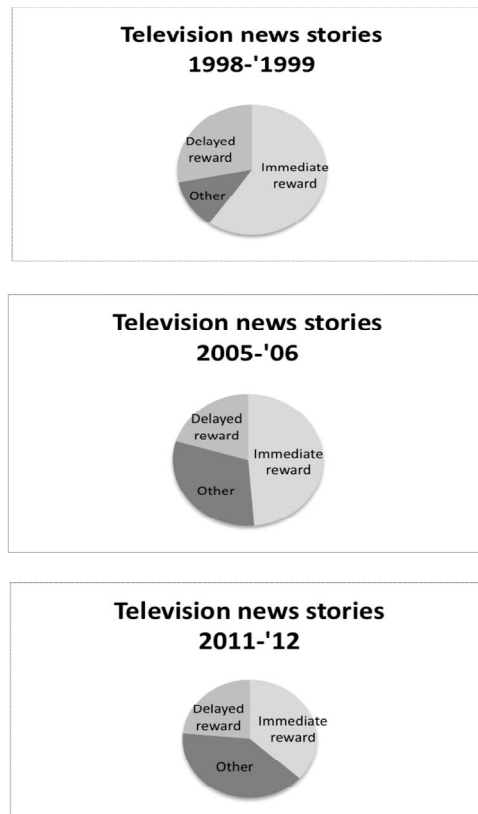 Television news stories
1998-'1999
Delayed
reward
Immediate
reward
Other
Television news stories
2005-'06
Delayed
reward
Immediate
reward
Other
Television news stories
2011-'12
Delayed
reward
Immediate
reward
Other